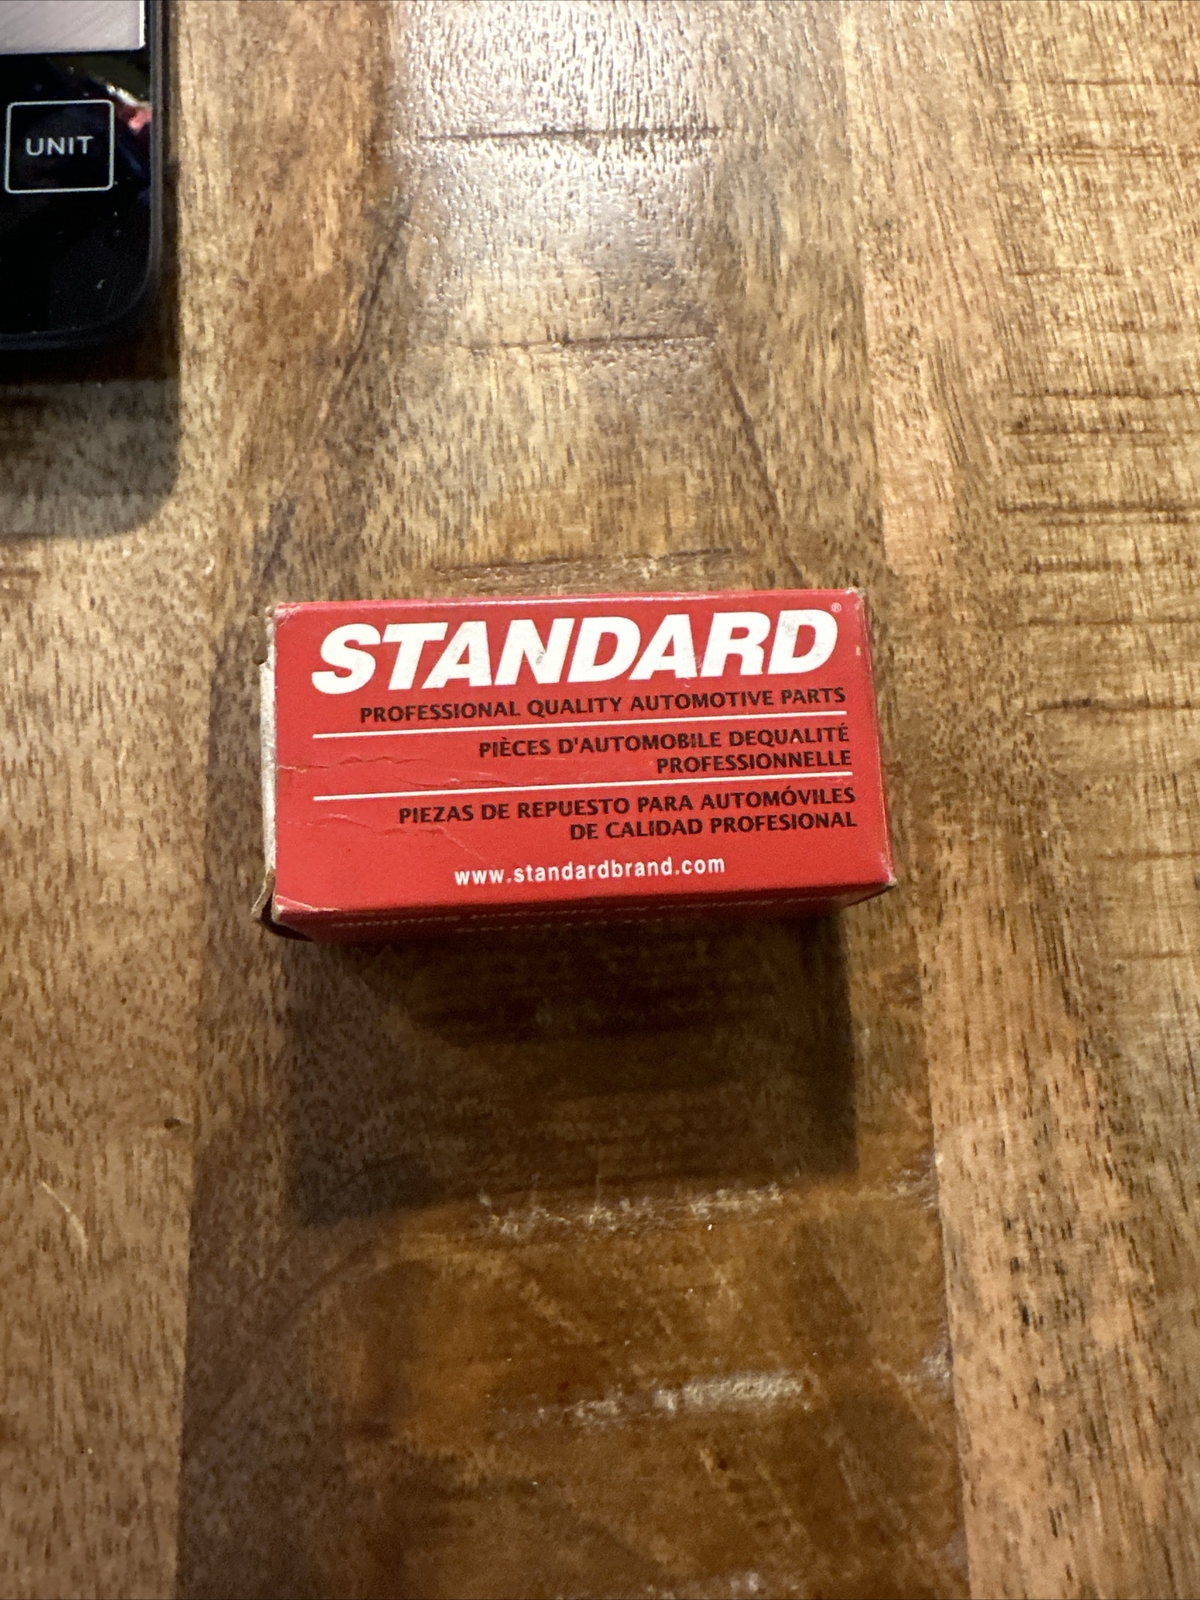 UNIT
STANDARD®
PROFESSIONAL QUALITY AUTOMOTIVE PARTS
PIÈCES D'AUTOMOBILE DEQUALITÉ
PROFESSIONNELLE
PIEZAS DE REPUESTO PARA AUTOMÓVILES
DE CALIDAD PROFESIONAL
www.standardbrand.com